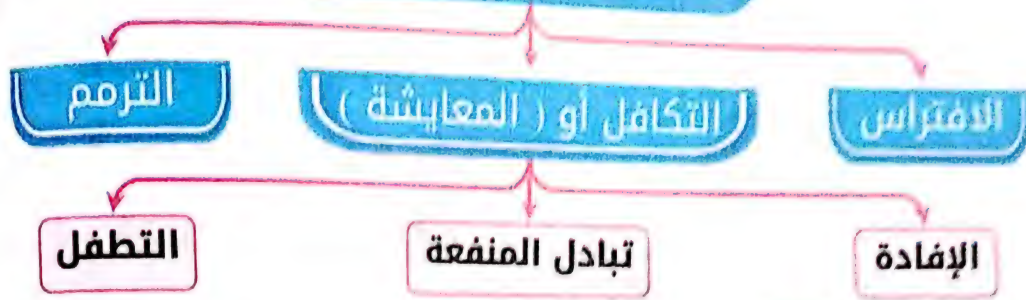 الافتراس
التكافل أو ( المعايشة )
الترمم
الإفادة
تبادل المنفعة
التطفل